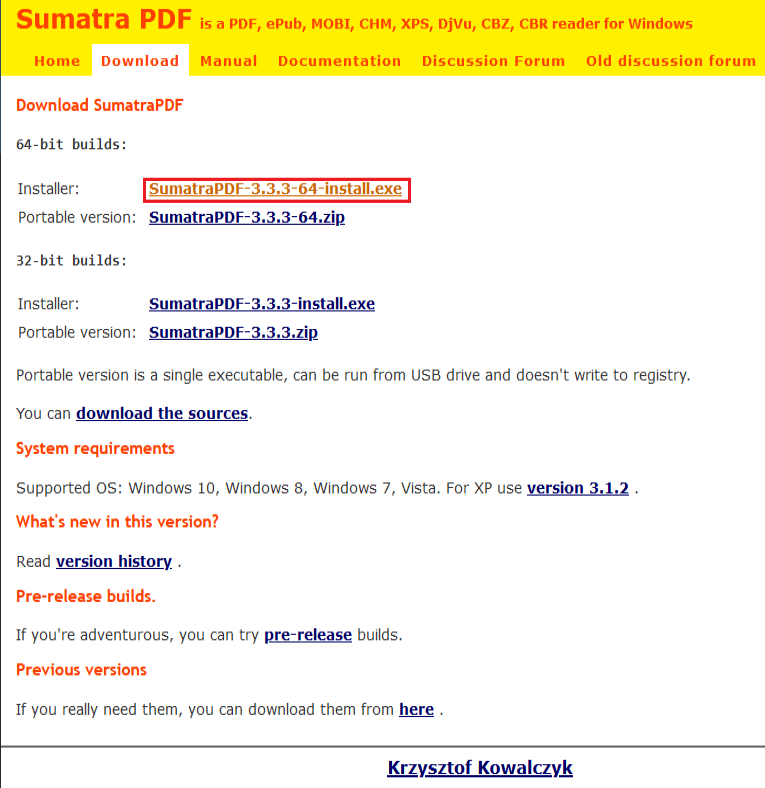 Sumatra PDF is a PDF, ePub, MOBI, CHM, XPS, DjVu, CBZ, CBR reader for Windows
Home Download Manual Documentation Discussion Forum Old discussion forum
Download SumatraPDF
64-bit builds:
Installer: SumatraPDF-3.3.3-64-install.exe
Portable version: SumatraPDF-3.3.3-64.zip
32-bit builds:
Installer: SumatraPDF-3.3.3-install.exe
Portable version: SumatraPDF-3.3.3.zip
Portable version is a single executable, can be run from USB drive and doesn't write to registry.
You can download the sources.
System requirements
Supported OS: Windows 10, Windows 8, Windows 7, Vista. For XP use version 3.1.2 .
What's new in this version?
Read version history .
Pre-release builds.
If you're adventurous, you can try pre-release builds.
Previous versions
If you really need them, you can download them from here .
Krzysztof Kowalczyk